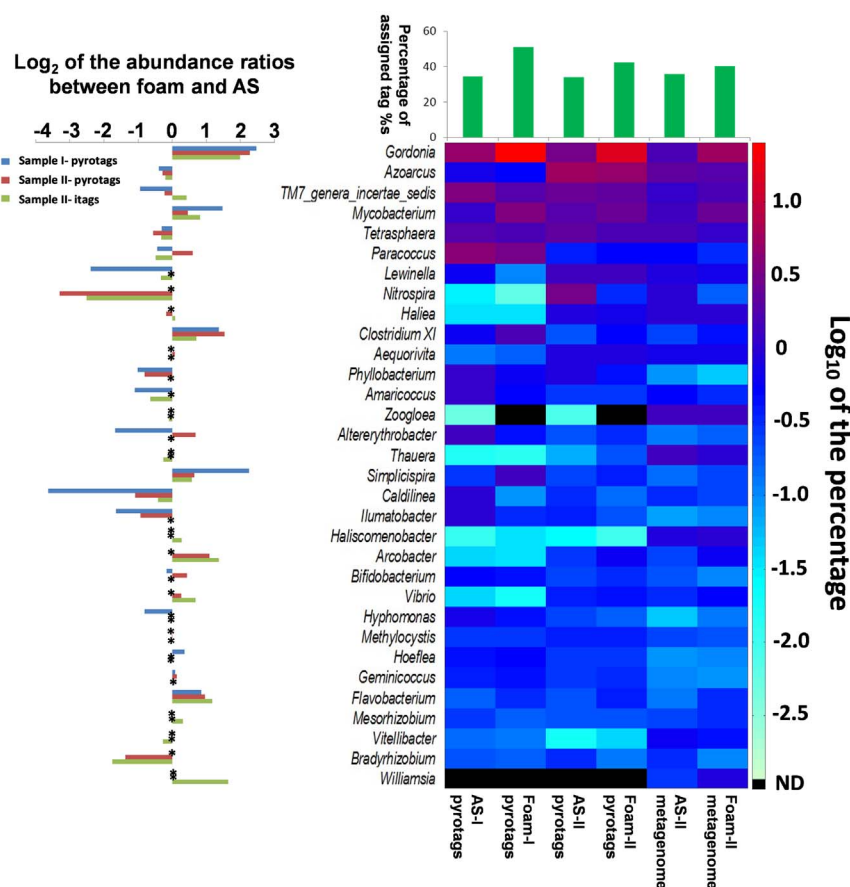 Log2 of the abundance ratios
between foam and AS
-4 -3 -2 -1 0 1 2 3
Sample I- pyrotags
Sample II- pyrotags
Sample II- itags
Percentage of
assigned tag %s
60
40
20
0
Gordonia
Azoarcus
TM7_genera_incertae_sedis
Mycobacterium
Tetrasphaera
Paracoccus
Lewinella
Nitrospira
Haliea
Clostridium XI
Aequorivita
Phyllobacterium
Amaricoccus
Zoogloea
Altererythrobacter
Thauera
Simplicispira
Caldilinea
Ilumatobacter
Haliscomenobacter
Arcobacter
Bifidobacterium
Vibrio
Hyphomonas
Methylocystis
Hoeflea
Geminicoccus
Flavobacterium
Mesorhizobium
Vitellibacter
Bradyrhizobium
Williamsia
AS-I
pyrotags
Foam-I
pyrotags
AS-II
pyrotags
Foam-II
pyrotags
AS-II
metagenome
Foam-II
metagenome
1.0
0.5
0
-0.5
-1.0
-1.5
-2.0
-2.5
ND
Log10 of the percentage